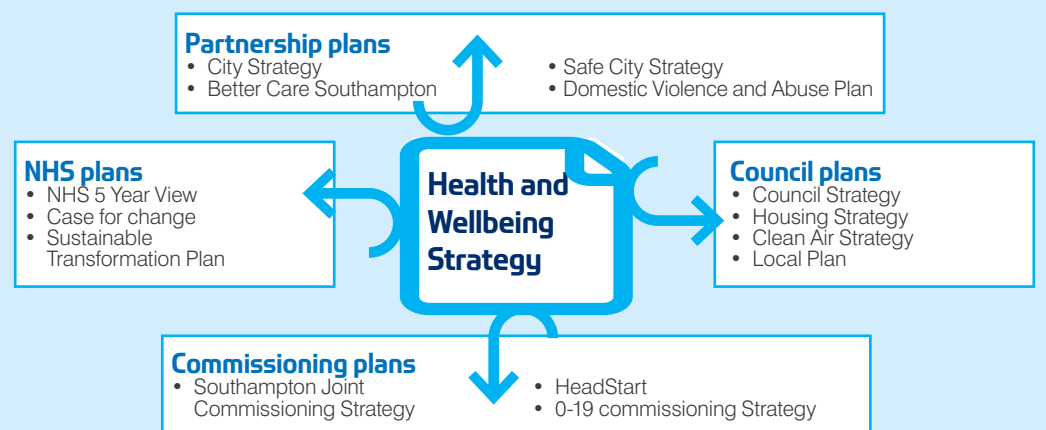 Partnership plans
• City Strategy
• Better Care Southampton
• Safe City Strategy
• Domestic Violence and Abuse Plan
NHS plans
• NHS 5 Year View
• Case for change
• Sustainable
Transformation Plan
Health and
Wellbeing
Strategy
Council plans
• Council Strategy
• Housing Strategy
• Clean Air Strategy
• Local Plan
Commissioning plans
• Southampton Joint
Commissioning Strategy
• HeadStart
• 0-19 commissioning Strategy